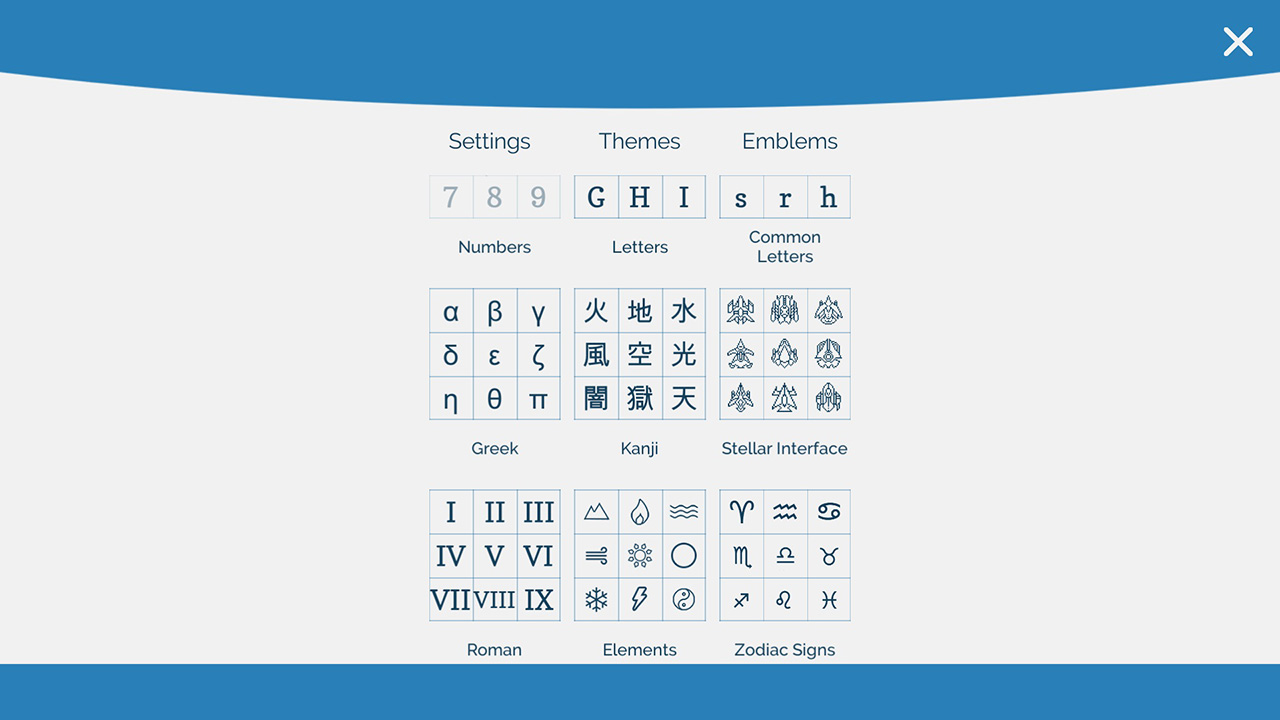 Settings Themes Emblems
7 8 9 G H I s r h
Numbers Letters Common
Letters
α β γ 火 地 水
δ ε ζ 風 空 光
η θ π 闇 獄 天
Greek Kanji Stellar Interface
I II III ♈ ♒ ♋
IV V VI ♏ ♎ ♉
VII VIII IX ♐ ♌ ♓
Roman Elements Zodiac Signs